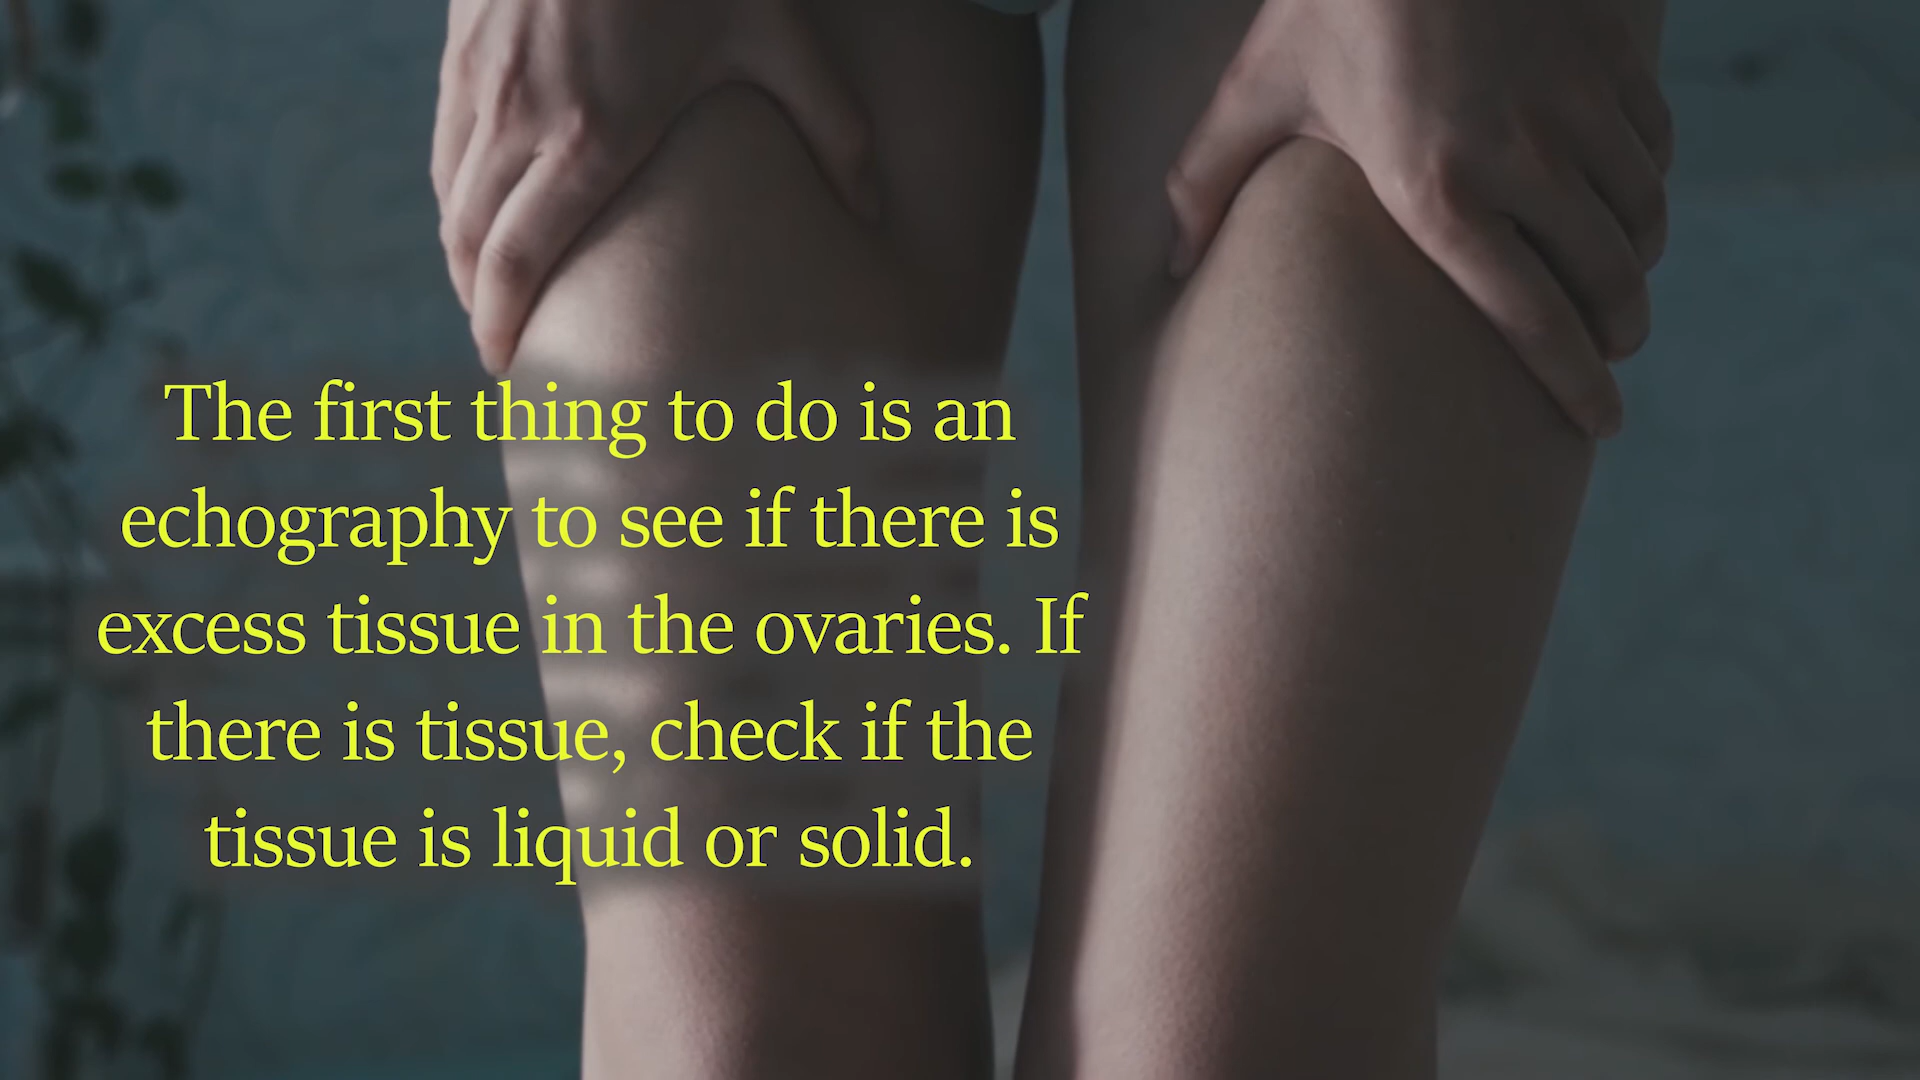 The first thing to do is an
echography to see if there is
excess tissue in the ovaries. If
there is tissue, check if the
tissue is liquid or solid.